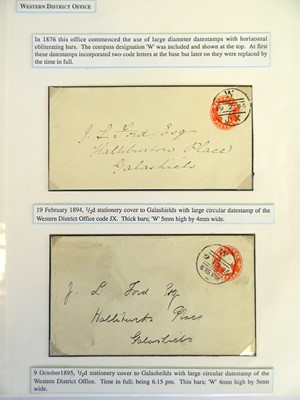 WESTERN DISTRICT OFFICE
In 1876 this office commenced the use of large diameter datestamps with horizontal
obliterating bars. The compass designation 'W' was included and shown at the top. At first
these datestamps incorporated two code letters at the base but later on they were replaced by
the time in full.
W
JX
J. L. Ford Esq
Halliburton Place
Galashiels
19 February 1894, ½d stationery cover to Galashields with large circular datestamp of the
Western District Office code JX. Thick bars; 'W' 5mm high by 4mm wide.
W
6.15 PM
J L Ford Esq
Place
Galashiels
9 October1895, ½d stationery cover to Galasheilds with large circular datestamp of the
Western District Office. Time in full; being 6.15 pm. Thin bars; 'W' 4mm high by 5mm
wide.